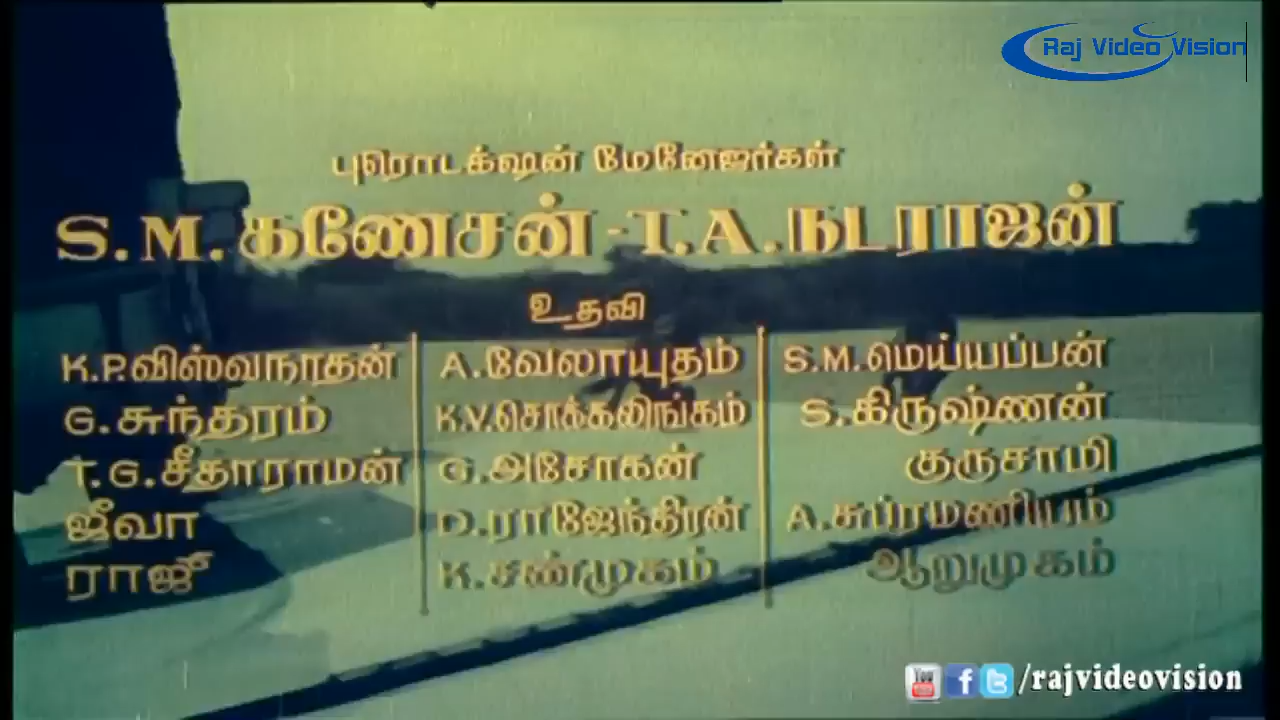 Raj Video Vision
புரொடக்ஷன் மேனேஜர்கள்
S.M.கணேசன் - T.A.நடராஜன்
உதவி
K.P.விஸ்வநாதன் A.வேலாயுதம் S.M.மெய்யப்பன்
G.சுந்தரம் K.V.சொக்கலிங்கம் S.கிருஷ்ணன்
T.G.சீதாராமன் G.அசோகன் குருசாமி
ஜீவா D.ராஜேந்திரன் A.சுப்ரமணியம்
ராஜீ K.சண்முகம் ஆறுமுகம்
/rajvideovision